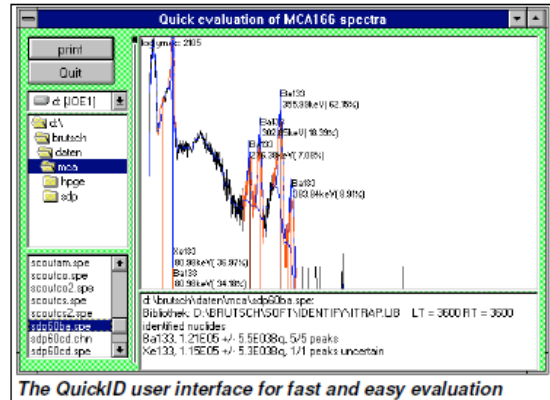 Quick evaluation of MCA166 spectra
print
Quit
d: [JOE1]
d:\
brutsch
daten
mca
hpge
sdp
scoutam.spe
scoutco.spe
scoutco2.spe
scoutcs.spe
scoutcs2.spe
sdp60ba.spe
sdp60cd.chn
sdp60cd.spe
log ymax: 2185
Ba133
355.99keV( 62.15%)
Ba133
302.85keV( 18.39%)
Ba133
276.39keV( 7.08%)
Ba133
383.84keV( 8.91%)
Xe133
80.98keV( 36.97%)
Ba133
80.98keV( 34.18%)
d:\brutsch\daten\mca\sdp60ba.spe:
Bibliothek: D:\BRUTSCH\SOFT\IDENTIFY\ITRAP.LIB LT = 3600 RT = 3600
identified nuclides
Ba133, 1.21E05 +/- 5.5E03Bq, 5/5 peaks
Xe133, 1.15E05 +/- 5.3E03Bq, 1/1 peaks uncertain
The QuickID user interface for fast and easy evaluation